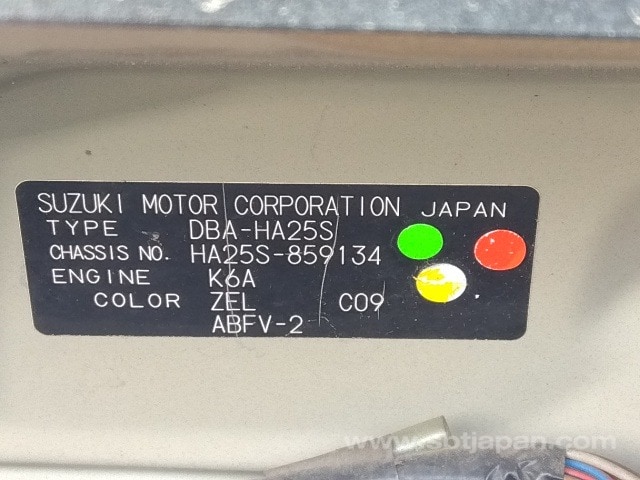 SUZUKI MOTOR CORPORATION JAPAN
TYPE DBA-HA25S
CHASSIS NO. HA25S-859134
ENGINE K6A
COLOR ZEL C09
ABFV-2
www.sbtjapan.com